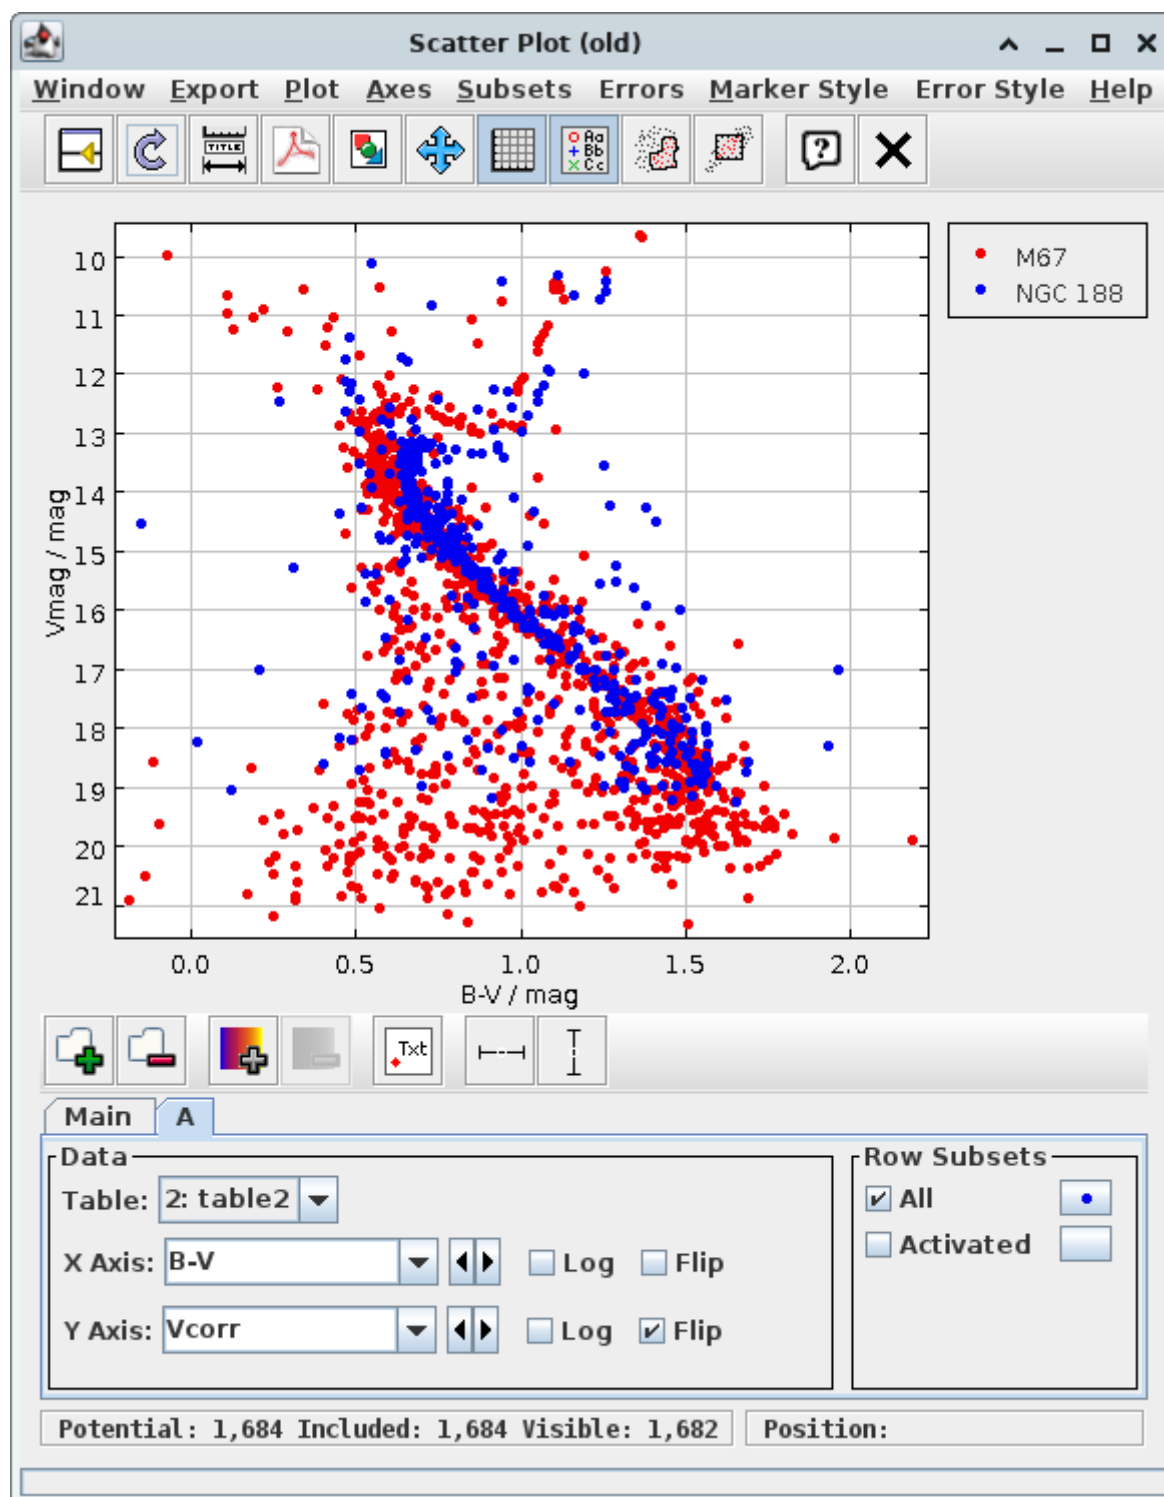 Scatter Plot (old)
Window Export Plot Axes Subsets Errors Marker Style Error Style Help
TITLE
Aa
Bb
Cc
?
M67
NGC 188
10
11
12
13
14
15
16
17
18
19
20
21
Vmag / mag
0.0 0.5 1.0 1.5 2.0
B-V / mag
Txt
Main A
Data
Table: 2: table2
X Axis: B-V Log Flip
Y Axis: Vcorr Log Flip
Row Subsets
All
Activated
Potential: 1,684 Included: 1,684 Visible: 1,682 Position: